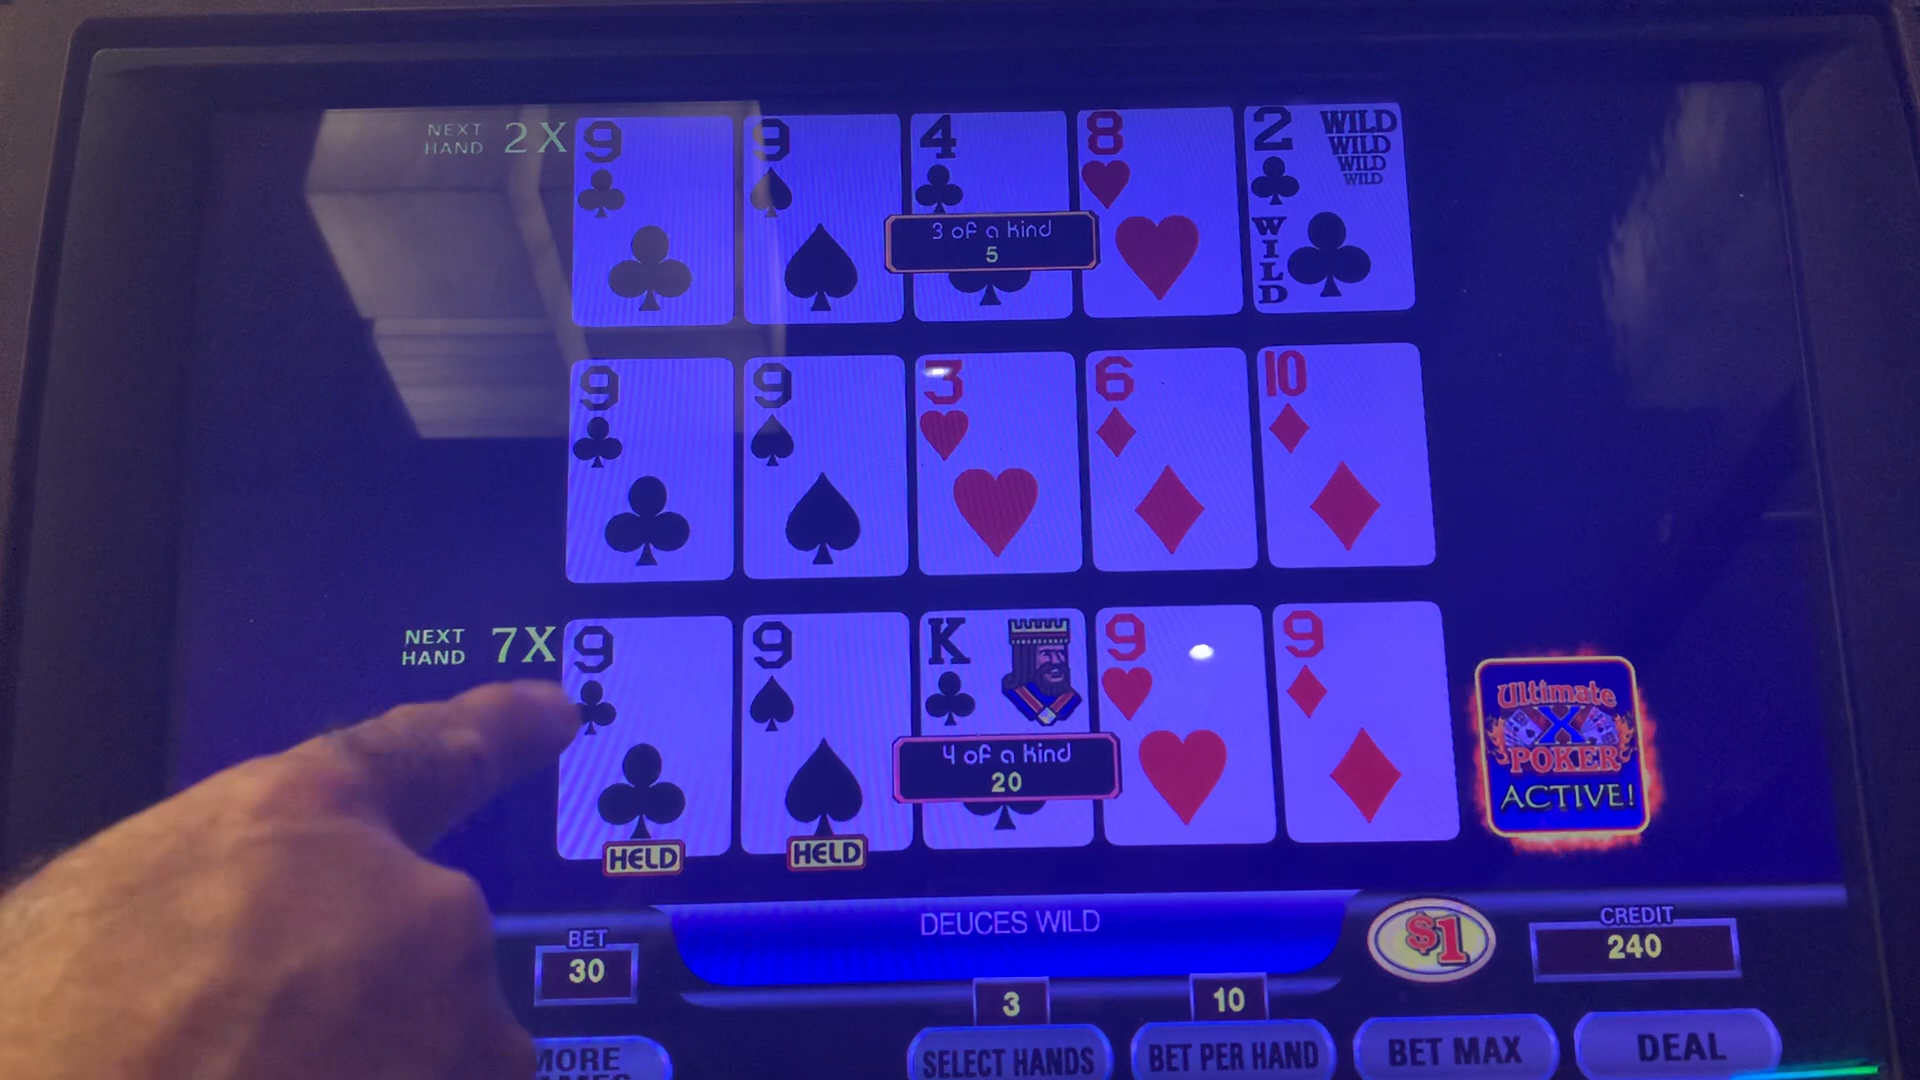 NEXT HAND 2X
9 9 4 8 2 WILD
WILD
WILD
WILD
WILD
3 of a kind
5
9 9 3 6 10
NEXT HAND 7X
9 9 K 9 9
4 of a kind
20
HELD HELD
Ultimate
X
POKER
ACTIVE!
DEUCES WILD
BET
30
$1
CREDIT
240
3
10
MORE
SELECT HANDS
BET PER HAND
BET MAX
DEAL